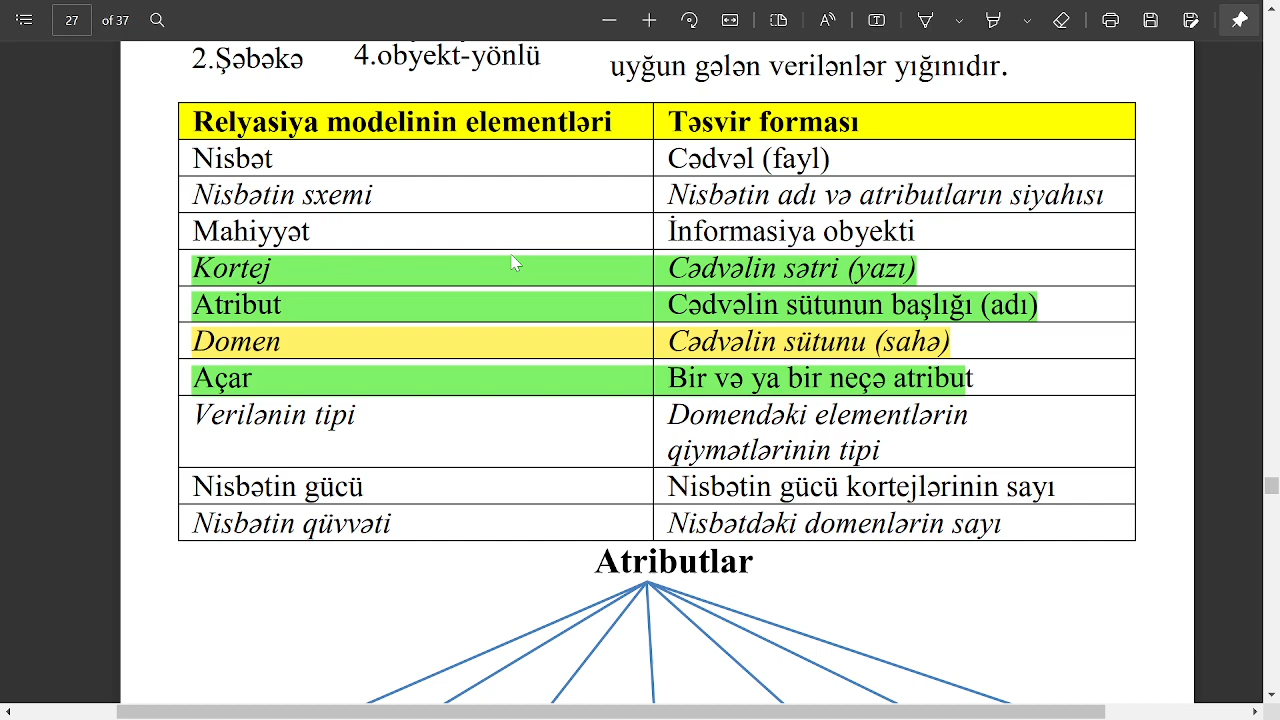 27 of 37
2.Şəbəkə 4.obyekt-yönlü
uyğun gələn verilənlər yığınıdır.
Relyasiya modelinin elementləri Təsvir forması
Nisbət Cədvəl (fayl)
Nisbətin sxemi Nisbətin adı və atributların siyahısı
Mahiyyət İnformasiya obyekti
Kortej Cədvəlin sətri (yazı)
Atribut Cədvəlin sütunun başlığı (adı)
Domen Cədvəlin sütunu (sahə)
Açar Bir və ya bir neçə atribut
Verilənin tipi Domendəki elementlərin
qiymətlərinin tipi
Nisbətin gücü Nisbətin gücü kortejlərinin sayı
Nisbətin qüvvəti Nisbətdəki domenlərin sayı
Atributlar